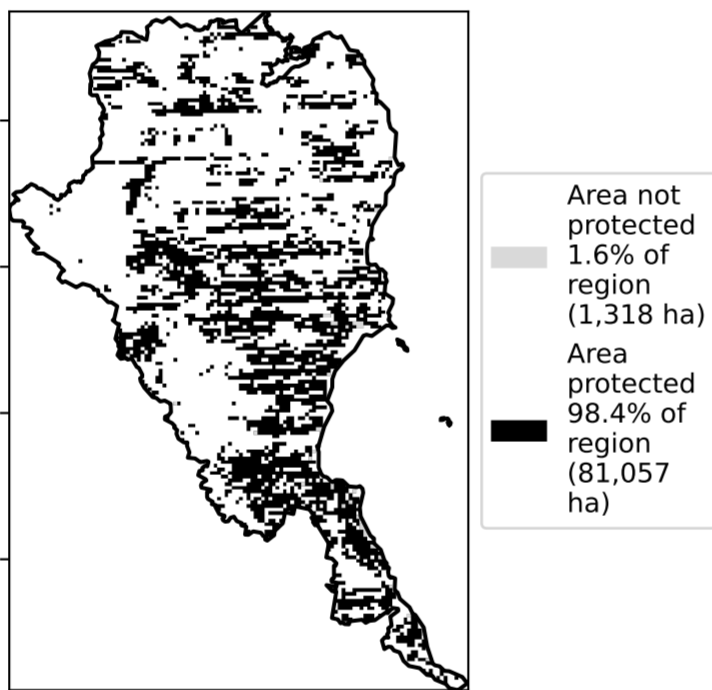 Area not
protected
1.6% of
region
(1,318 ha)
Area
protected
98.4% of
region
(81,057
ha)